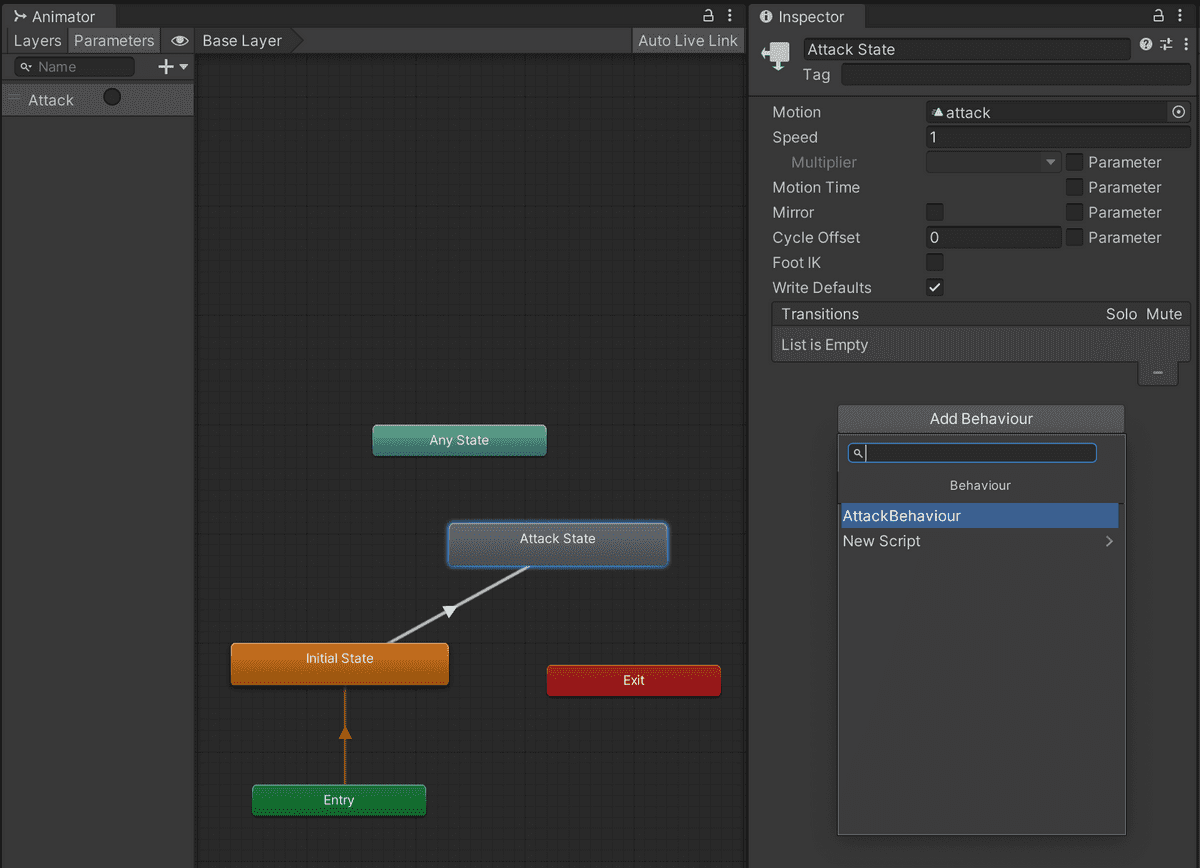 Animator
Layers Parameters Base Layer Auto Live Link
Name
Attack
Any State
Attack State
Initial State
Exit
Entry
Inspector
Attack State
Tag
Motion attack
Speed 1
Multiplier Parameter
Motion Time Parameter
Mirror Parameter
Cycle Offset 0 Parameter
Foot IK
Write Defaults
Transitions Solo Mute
List is Empty
Add Behaviour
Behaviour
AttackBehaviour
New Script